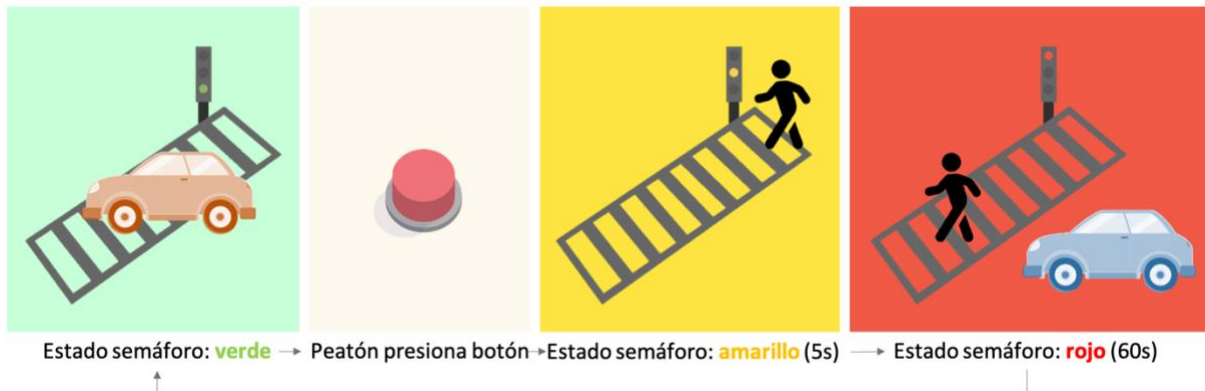 Estado semáforo: verde
Peatón presiona botón
Estado semáforo: amarillo (5s)
Estado semáforo: rojo (60s)